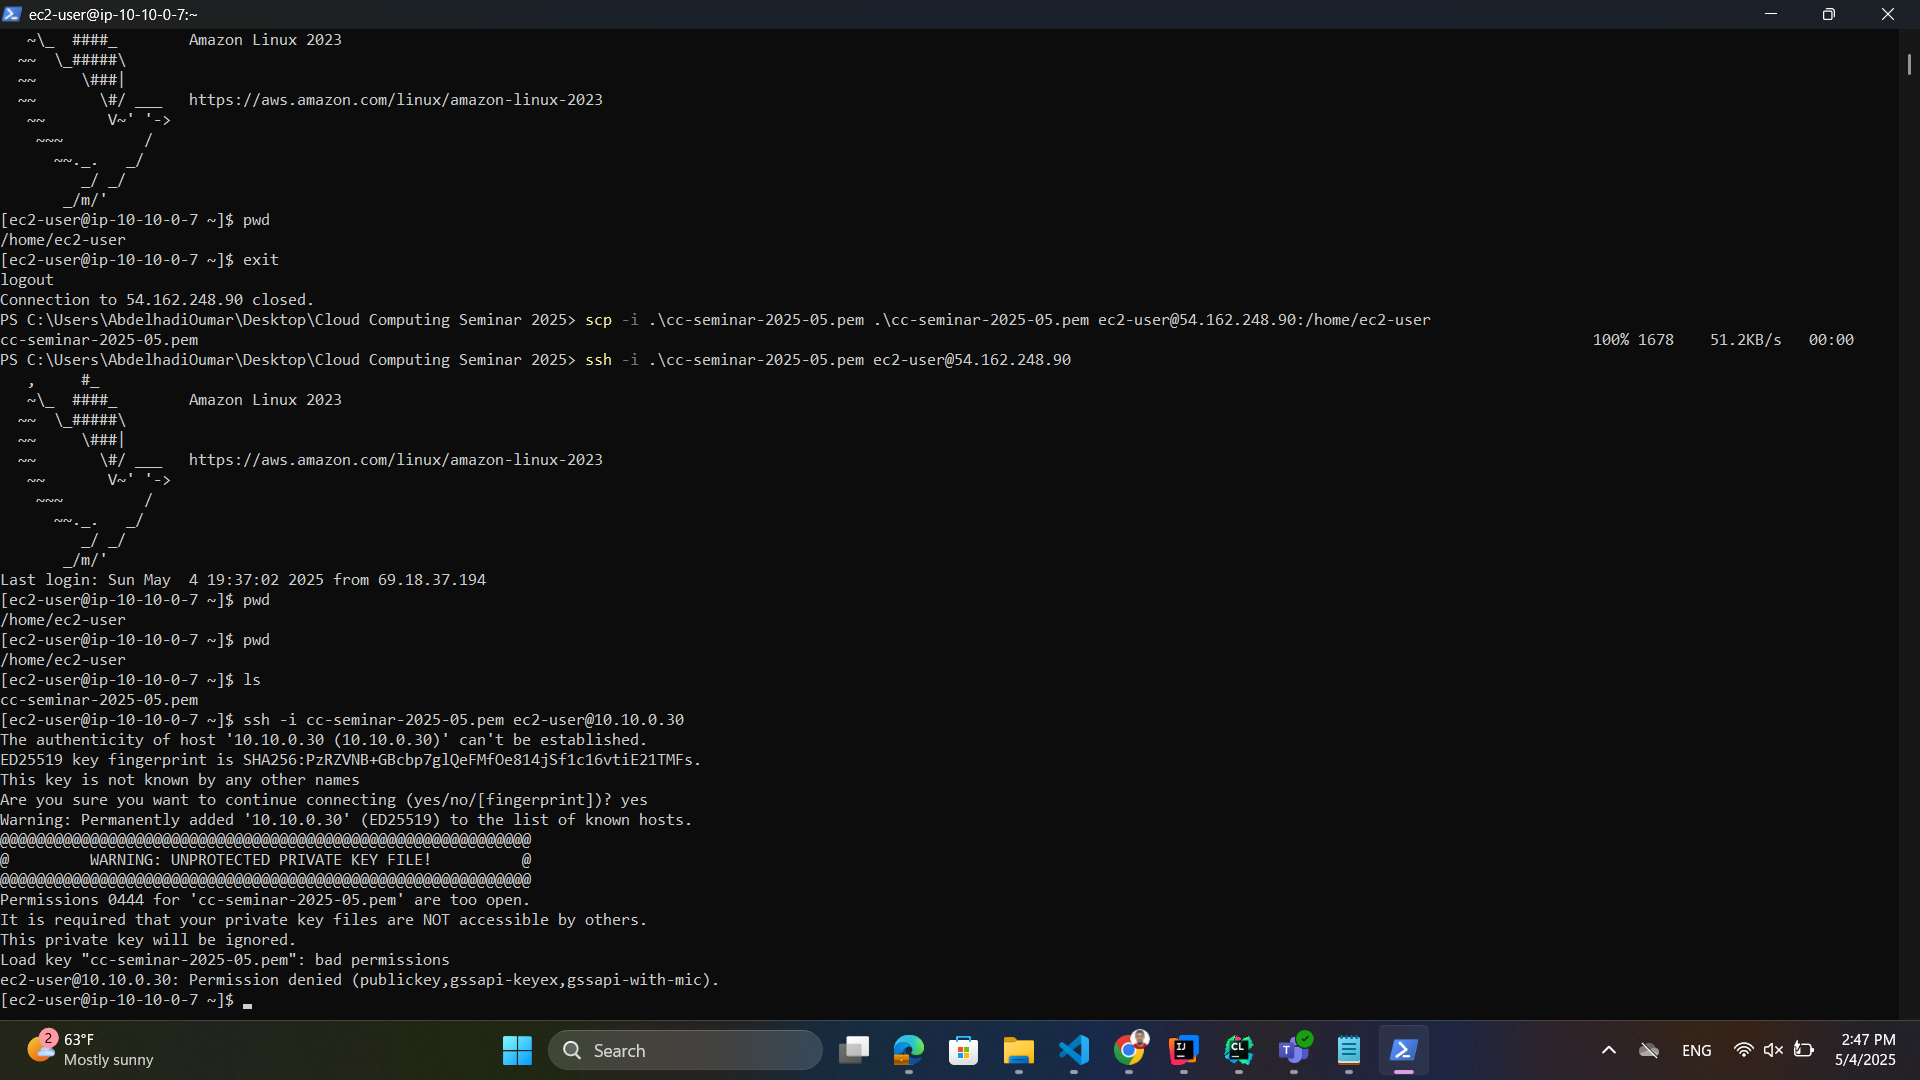 ec2-user@ip-10-10-0-7:~
   ~\_  ####_        Amazon Linux 2023
  ~~  \_#####\
  ~~     \###|
  ~~       \#/ ___   https://aws.amazon.com/linux/amazon-linux-2023
   ~~       V~' '->
    ~~~         /
      ~~._.   _/
         _/ _/
       _/m/'
[ec2-user@ip-10-10-0-7 ~]$ pwd
/home/ec2-user
[ec2-user@ip-10-10-0-7 ~]$ exit
logout
Connection to 54.162.248.90 closed.
PS C:\Users\AbdelhadiOumar\Desktop\Cloud Computing Seminar 2025> scp -i .\cc-seminar-2025-05.pem .\cc-seminar-2025-05.pem ec2-user@54.162.248.90:/home/ec2-user
cc-seminar-2025-05.pem 100% 1678 51.2KB/s 00:00
PS C:\Users\AbdelhadiOumar\Desktop\Cloud Computing Seminar 2025> ssh -i .\cc-seminar-2025-05.pem ec2-user@54.162.248.90
   ,     #_
   ~\_  ####_        Amazon Linux 2023
  ~~  \_#####\
  ~~     \###|
  ~~       \#/ ___   https://aws.amazon.com/linux/amazon-linux-2023
   ~~       V~' '->
    ~~~         /
      ~~._.   _/
         _/ _/
       _/m/'
Last login: Sun May  4 19:37:02 2025 from 69.18.37.194
[ec2-user@ip-10-10-0-7 ~]$ pwd
/home/ec2-user
[ec2-user@ip-10-10-0-7 ~]$ pwd
/home/ec2-user
[ec2-user@ip-10-10-0-7 ~]$ ls
cc-seminar-2025-05.pem
[ec2-user@ip-10-10-0-7 ~]$ ssh -i cc-seminar-2025-05.pem ec2-user@10.10.0.30
The authenticity of host '10.10.0.30 (10.10.0.30)' can't be established.
ED25519 key fingerprint is SHA256:PzRZVNB+GBcbp7glQeFMfOe814jSf1c16vtiE21TMFs.
This key is not known by any other names
Are you sure you want to continue connecting (yes/no/[fingerprint])? yes
Warning: Permanently added '10.10.0.30' (ED25519) to the list of known hosts.
@@@@@@@@@@@@@@@@@@@@@@@@@@@@@@@@@@@@@@@@@@@@@@@@@@@@@@@@@@@
@         WARNING: UNPROTECTED PRIVATE KEY FILE!          @
@@@@@@@@@@@@@@@@@@@@@@@@@@@@@@@@@@@@@@@@@@@@@@@@@@@@@@@@@@@
Permissions 0444 for 'cc-seminar-2025-05.pem' are too open.
It is required that your private key files are NOT accessible by others.
This private key will be ignored.
Load key "cc-seminar-2025-05.pem": bad permissions
ec2-user@10.10.0.30: Permission denied (publickey,gssapi-keyex,gssapi-with-mic).
[ec2-user@ip-10-10-0-7 ~]$
2
63°F
Mostly sunny
Search
IJ
CL
T
ENG
2:47 PM
5/4/2025